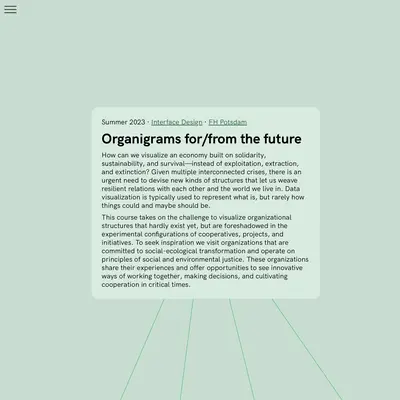 Summer 2023 · Interface Design · FH Potsdam
Organigrams for/from the future
How can we visualize an economy built on solidarity,
sustainability, and survival—instead of exploitation, extraction,
and extinction? Given multiple interconnected crises, there is an
urgent need to devise new kinds of structures that let us weave
resilient relations with each other and the world we live in. Data
visualization is typically used to represent what is, but rarely how
things could and maybe should be.
This course takes on the challenge to visualize organizational
structures that hardly exist yet, but are foreshadowed in the
experimental configurations of cooperatives, projects, and
initiatives. To seek inspiration we visit organizations that are
committed to social-ecological transformation and operate on
principles of social and environmental justice. These organizations
share their experiences and offer opportunities to see innovative
ways of working together, making decisions, and cultivating
cooperation in critical times.